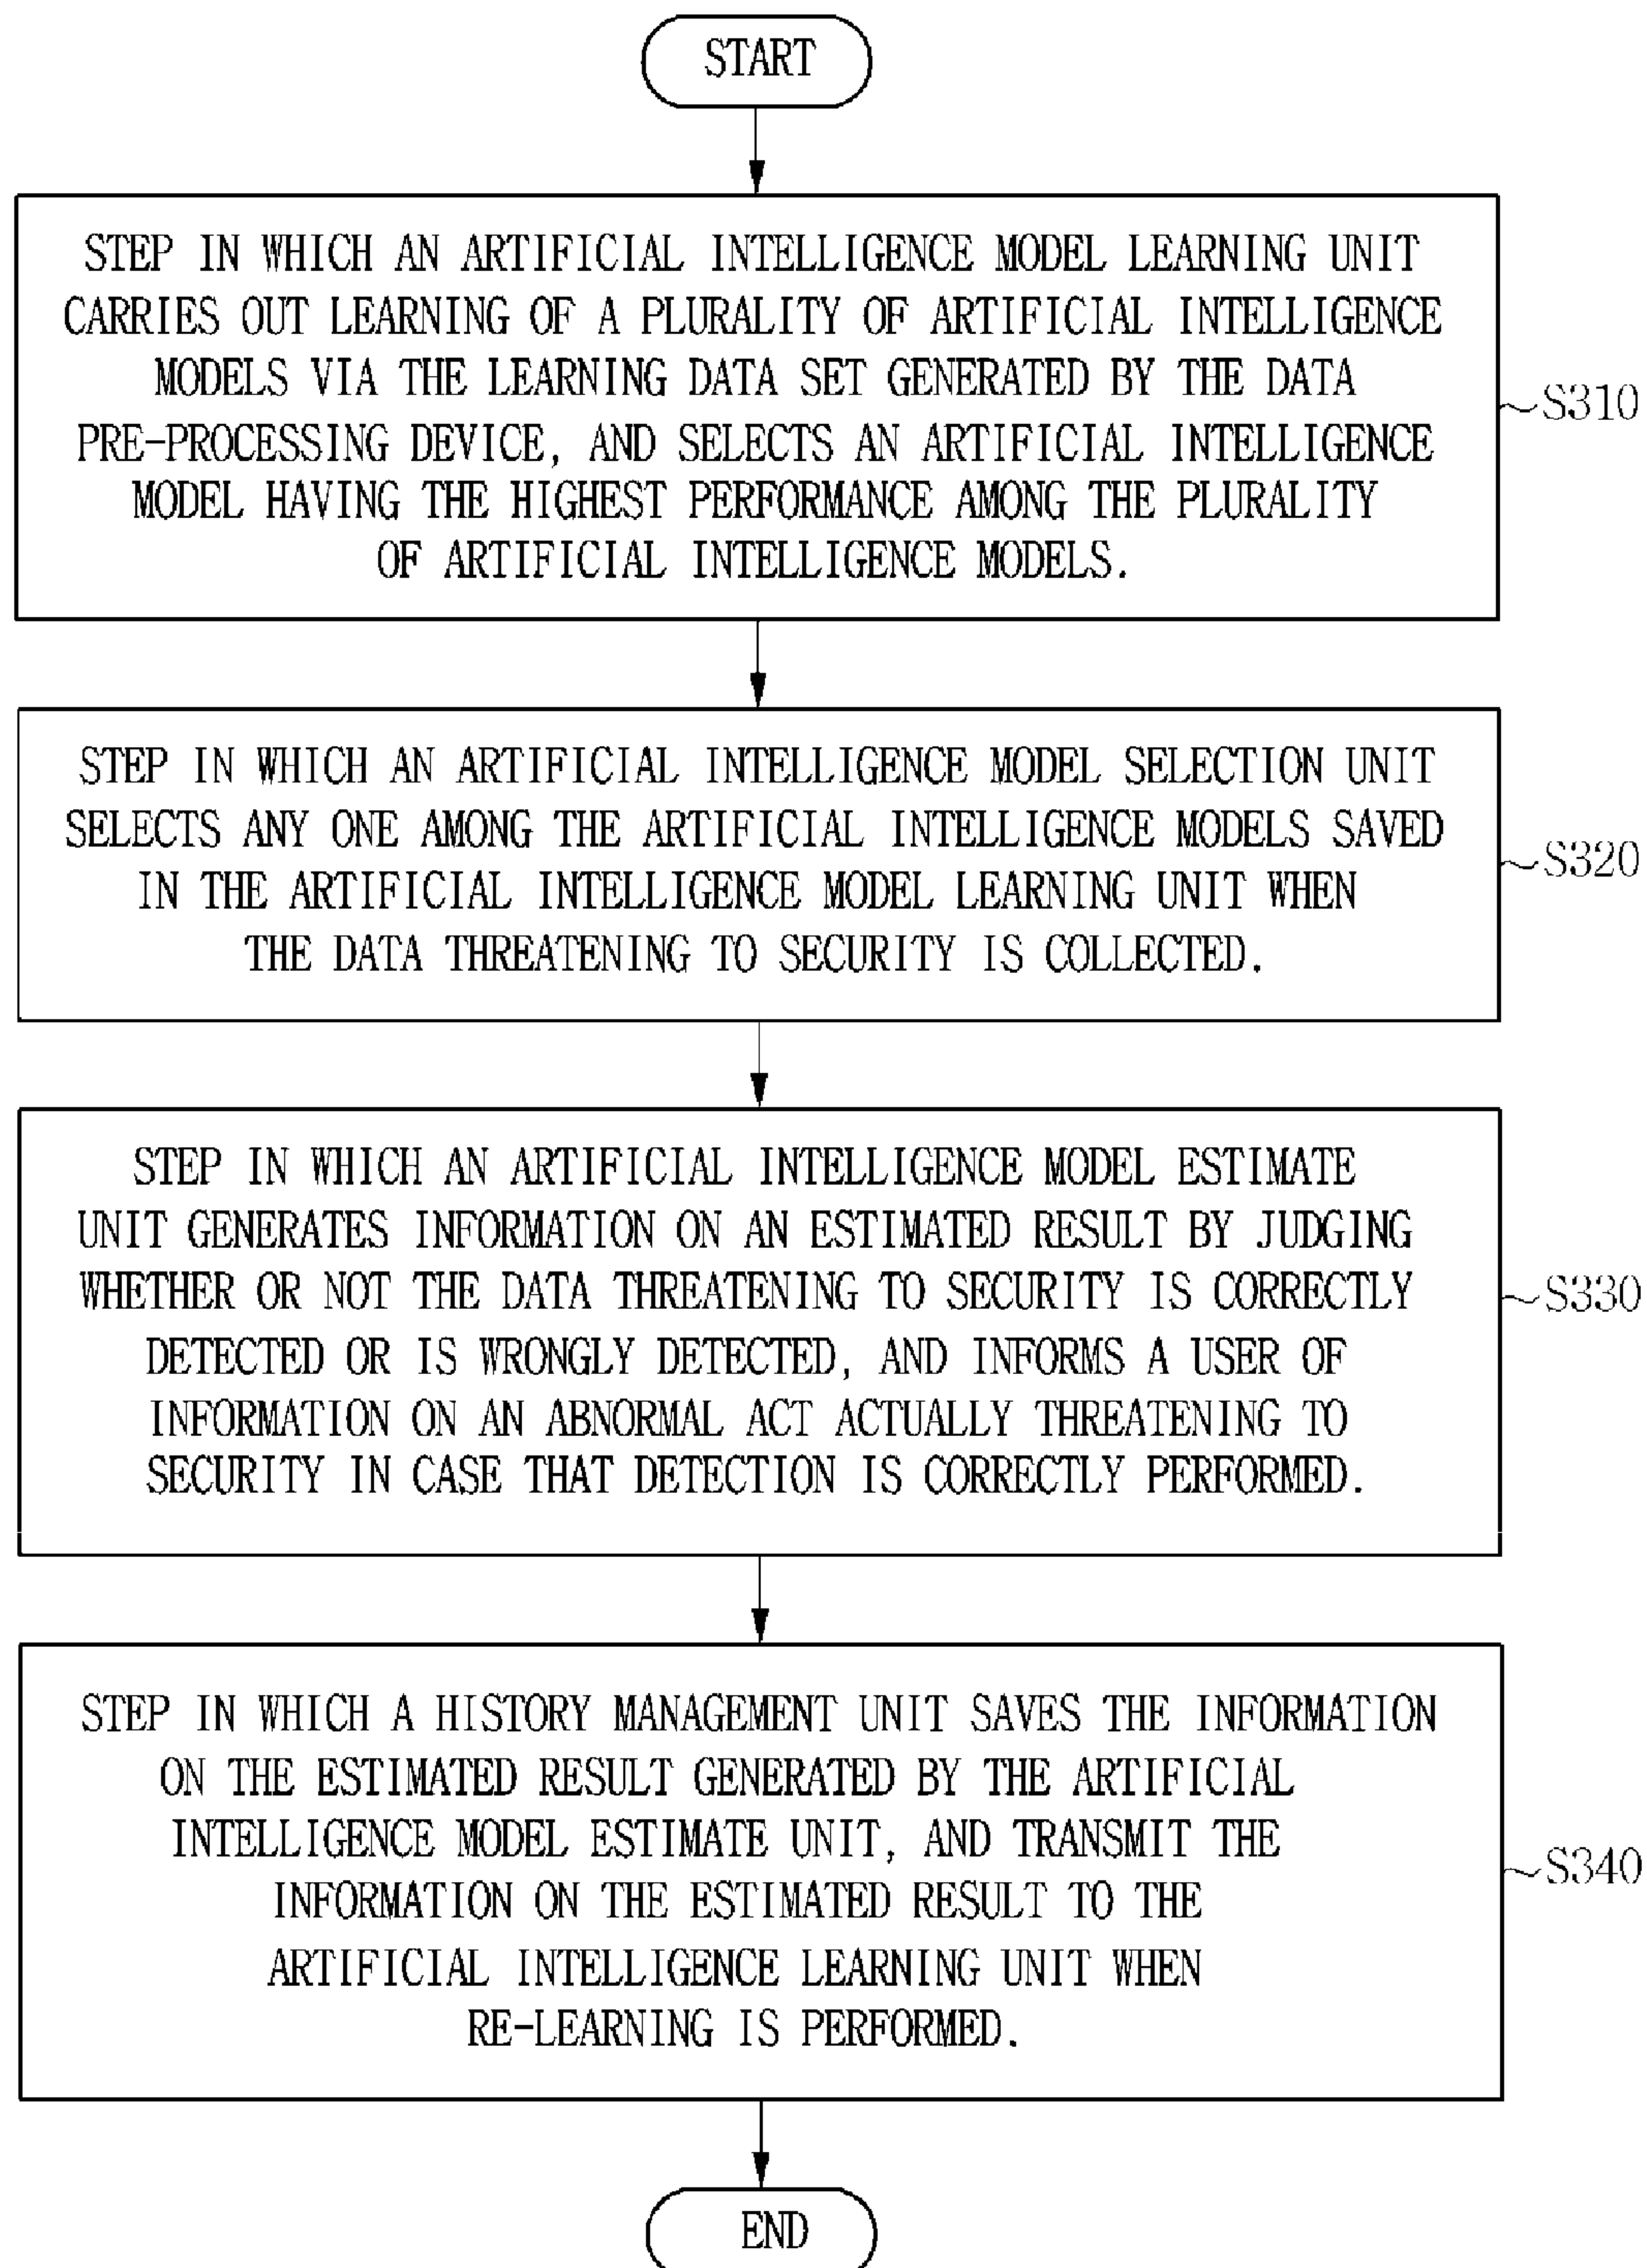 START
STEP IN WHICH AN ARTIFICIAL INTELLIGENCE MODEL LEARNING UNIT
CARRIES OUT LEARNING OF A PLURALITY OF ARTIFICIAL INTELLIGENCE
MODELS VIA THE LEARNING DATA SET GENERATED BY THE DATA
PRE-PROCESSING DEVICE, AND SELECTS AN ARTIFICIAL INTELLIGENCE
MODEL HAVING THE HIGHEST PERFORMANCE AMONG THE PLURALITY
OF ARTIFICIAL INTELLIGENCE MODELS.
S310
STEP IN WHICH AN ARTIFICIAL INTELLIGENCE MODEL SELECTION UNIT
SELECTS ANY ONE AMONG THE ARTIFICIAL INTELLIGENCE MODELS SAVED
IN THE ARTIFICIAL INTELLIGENCE MODEL LEARNING UNIT WHEN
THE DATA THREATENING TO SECURITY IS COLLECTED.
S320
STEP IN WHICH AN ARTIFICIAL INTELLIGENCE MODEL ESTIMATE
UNIT GENERATES INFORMATION ON AN ESTIMATED RESULT BY JUDGING
WHETHER OR NOT THE DATA THREATENING TO SECURITY IS CORRECTLY
DETECTED OR IS WRONGLY DETECTED, AND INFORMS A USER OF
INFORMATION ON AN ABNORMAL ACT ACTUALLY THREATENING TO
SECURITY IN CASE THAT DETECTION IS CORRECTLY PERFORMED.
S330
STEP IN WHICH A HISTORY MANAGEMENT UNIT SAVES THE INFORMATION
ON THE ESTIMATED RESULT GENERATED BY THE ARTIFICIAL
INTELLIGENCE MODEL ESTIMATE UNIT, AND TRANSMIT THE
INFORMATION ON THE ESTIMATED RESULT TO THE
ARTIFICIAL INTELLIGENCE LEARNING UNIT WHEN
RE-LEARNING IS PERFORMED.
S340
END